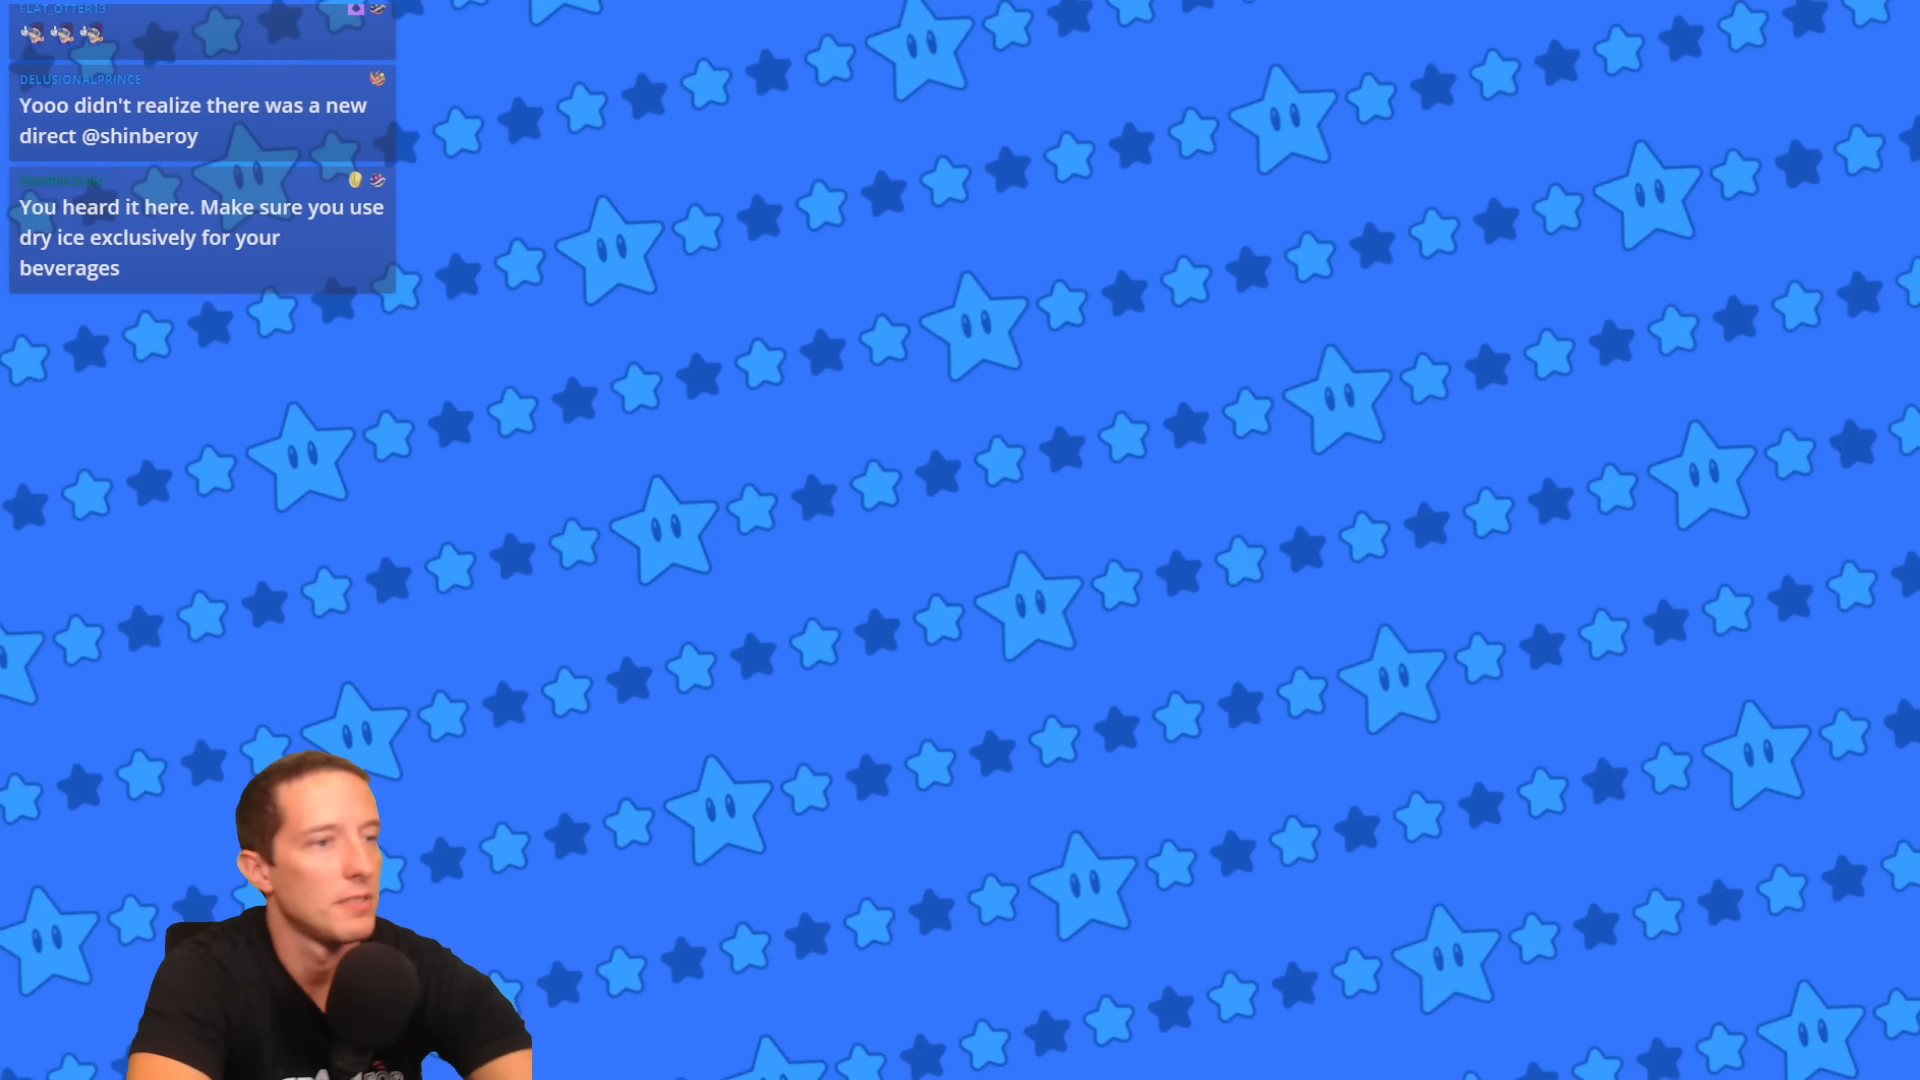 FLAT_OTTER13
DELUSIONALPRINCE
Yooo didn't realize there was a new
direct @shinberoy
You heard it here. Make sure you use
dry ice exclusively for your
beverages